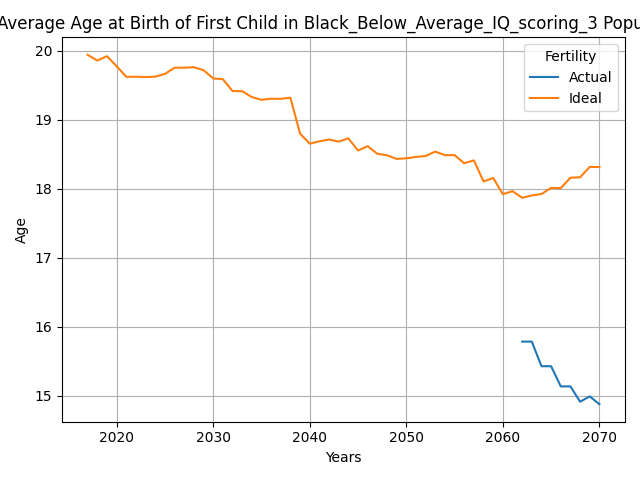 Average Age at Birth of First Child in Black_Below_Average_IQ_scoring_3
20
19
18
17
16
15
Age
Fertility
Actual
Ideal
2020 2030 2040 2050 2060 2070
Years